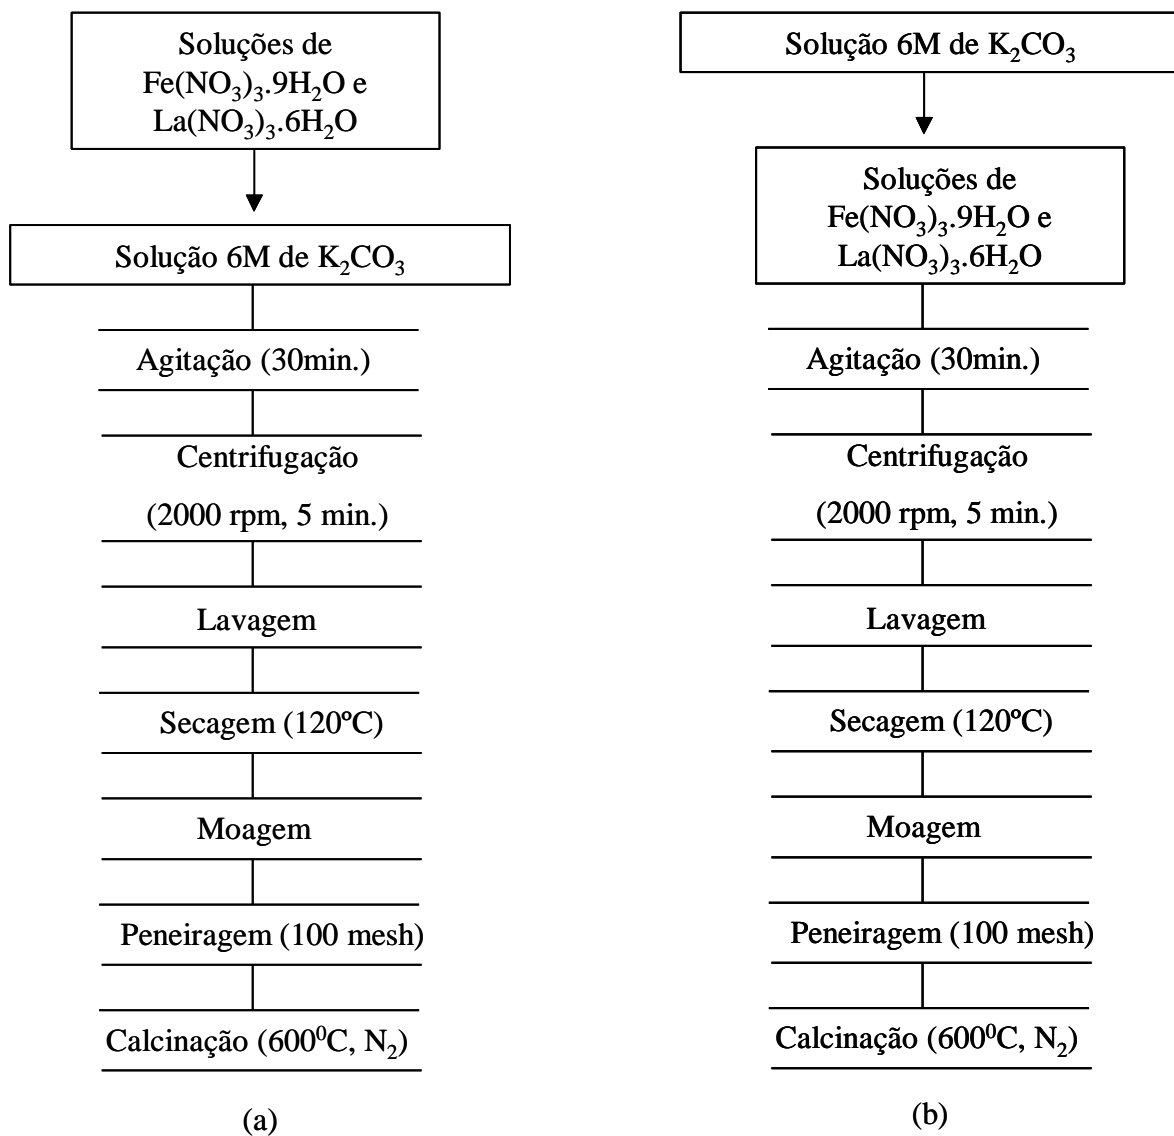 Soluções de
Fe(NO₃)₃.9H₂O e
La(NO₃)₃.6H₂O
Solução 6M de K₂CO₃
Agitação (30min.)
Centrifugação
(2000 rpm, 5 min.)
Lavagem
Secagem (120ºC)
Moagem
Peneiragem (100 mesh)
Calcinação (600⁰C, N₂)
(a)
Solução 6M de K₂CO₃
Soluções de
Fe(NO₃)₃.9H₂O e
La(NO₃)₃.6H₂O
Agitação (30min.)
Centrifugação
(2000 rpm, 5 min.)
Lavagem
Secagem (120ºC)
Moagem
Peneiragem (100 mesh)
Calcinação (600⁰C, N₂)
(b)